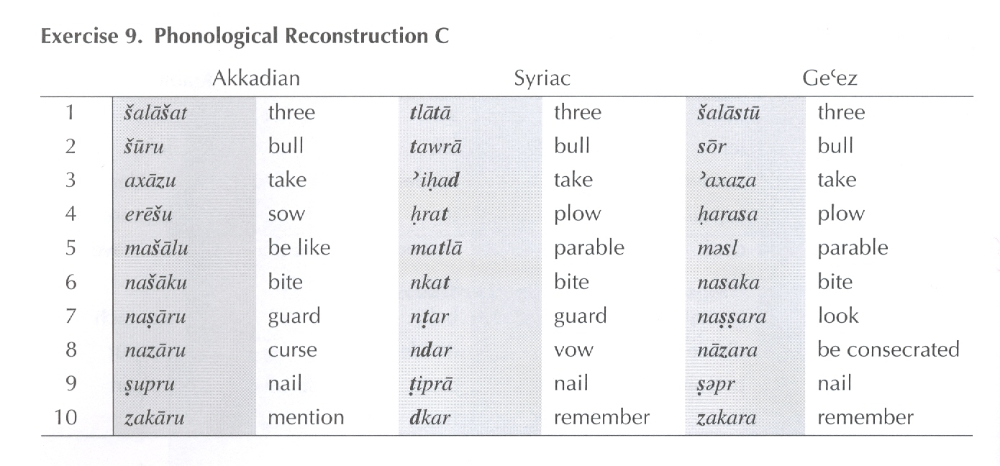 Exercise 9. Phonological Reconstruction C
Akkadian Syriac Geʿez
1 šalāšat three tlātā three šalāstū three
2 šūru bull tawrā bull sōr bull
3 axāzu take ʾiḥad take ʾaxaza take
4 erēšu sow ḥrat plow ḥarasa plow
5 mašālu be like matlā parable məsl parable
6 našāku bite nkat bite nasaka bite
7 naṣāru guard nṭar guard naṣṣara look
8 nazāru curse ndar vow nāzara be consecrated
9 ṣupru nail ṭiprā nail ṣəpr nail
10 zakāru mention dkar remember zakara remember